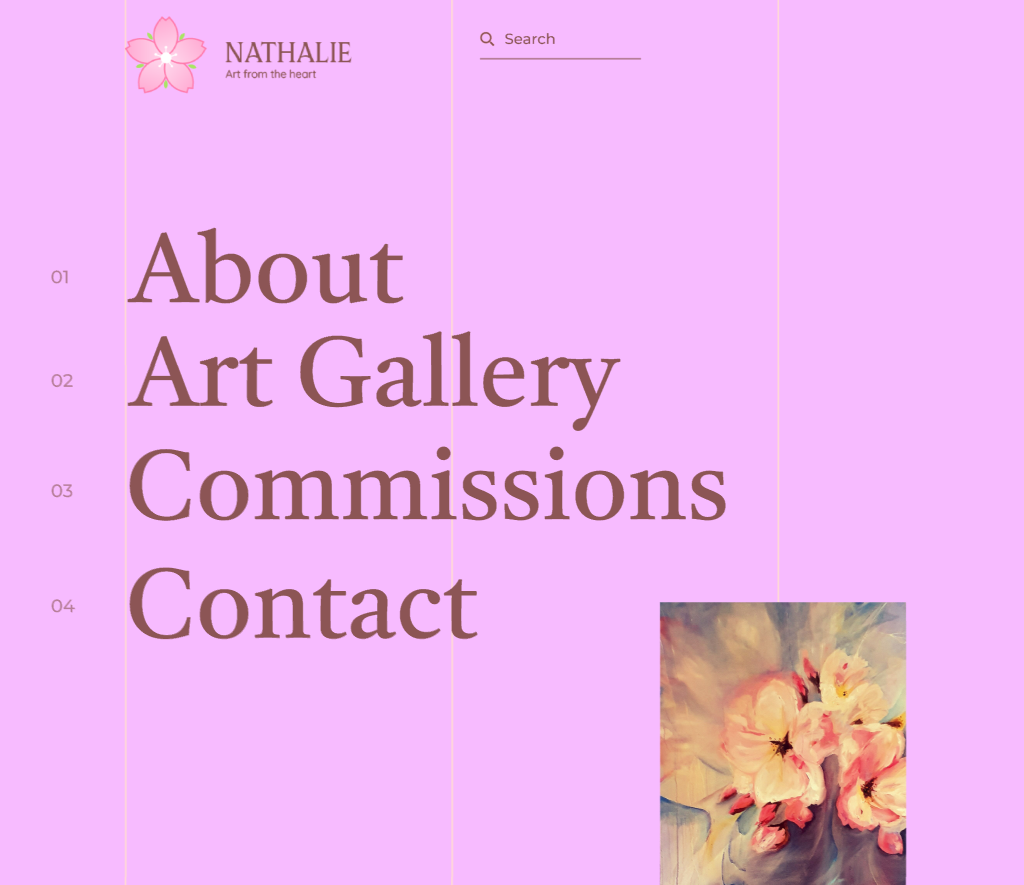 NATHALIE
Art from the heart
Search
01
About
02
Art Gallery
03
Commissions
04
Contact